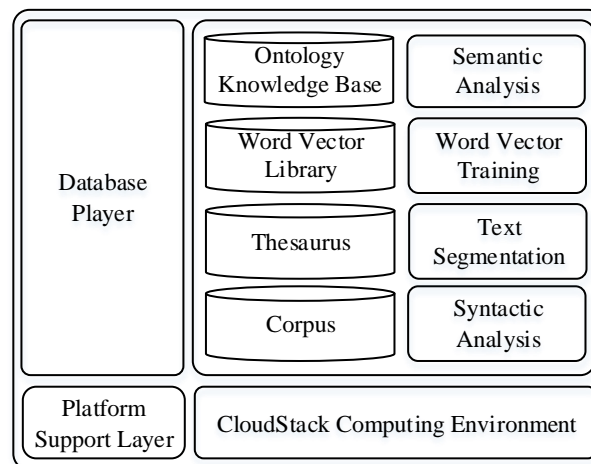 Database
Player
Ontology
Knowledge Base
Semantic
Analysis
Word Vector
Library
Word Vector
Training
Thesaurus
Text
Segmentation
Corpus
Syntactic
Analysis
Platform
Support Layer
CloudStack Computing Environment